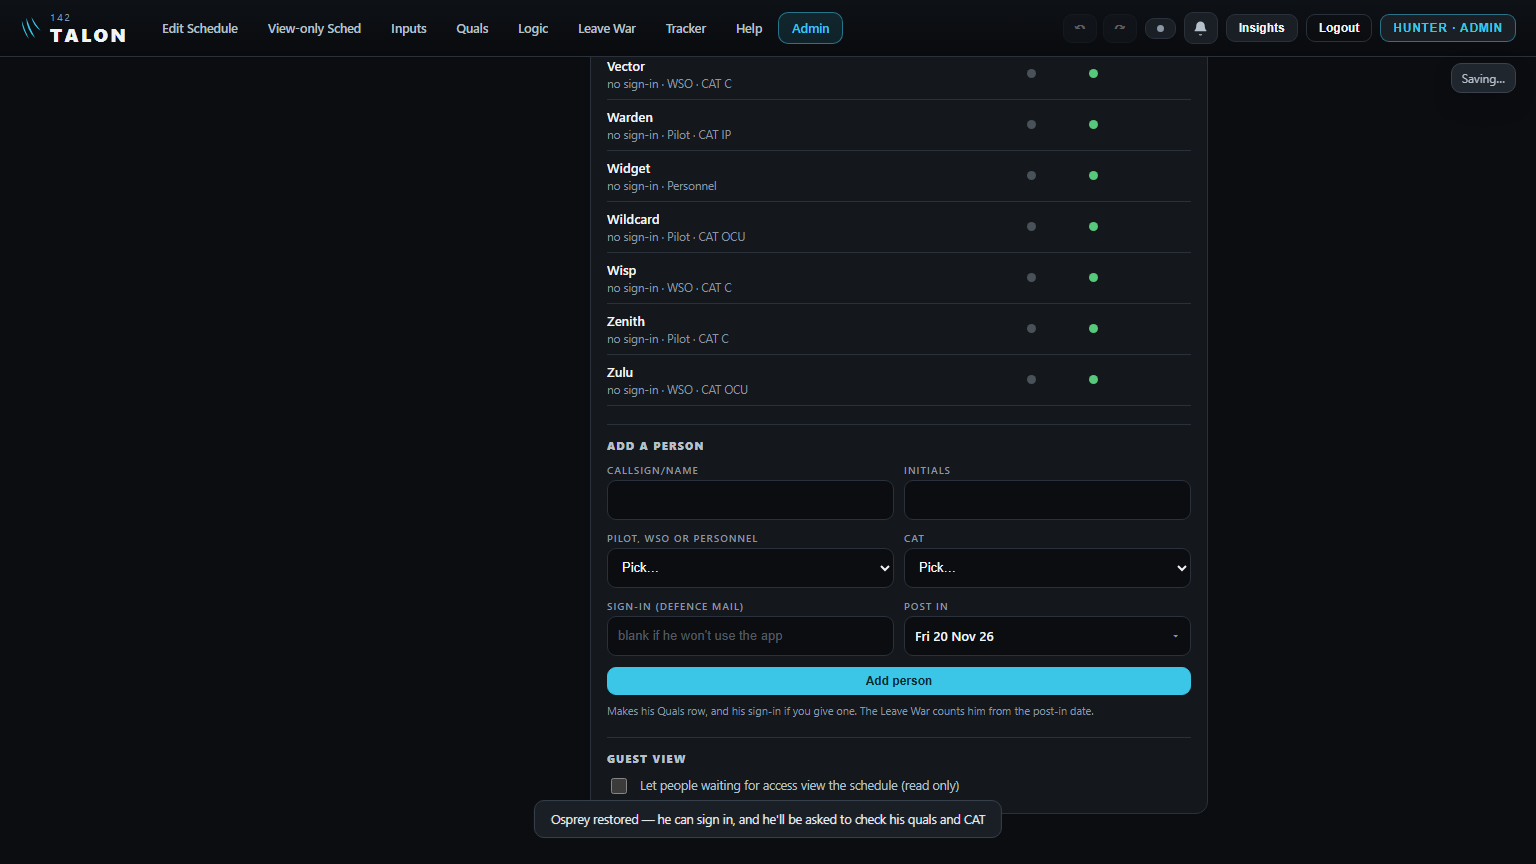 142
TALON
Edit Schedule
View-only Sched
Inputs
Quals
Logic
Leave War
Tracker
Help
Admin
Insights
Logout
HUNTER · ADMIN
Saving...
Vector
no sign-in · WSO · CAT C
Warden
no sign-in · Pilot · CAT IP
Widget
no sign-in · Personnel
Wildcard
no sign-in · Pilot · CAT OCU
Wisp
no sign-in · WSO · CAT C
Zenith
no sign-in · Pilot · CAT C
Zulu
no sign-in · WSO · CAT OCU
ADD A PERSON
CALLSIGN/NAME
INITIALS
PILOT, WSO OR PERSONNEL
CAT
Pick...
Pick...
SIGN-IN (DEFENCE MAIL)
POST IN
blank if he won't use the app
Fri 20 Nov 26
Add person
Makes his Quals row, and his sign-in if you give one. The Leave War counts him from the post-in date.
GUEST VIEW
Let people waiting for access view the schedule (read only)
Osprey restored — he can sign in, and he'll be asked to check his quals and CAT